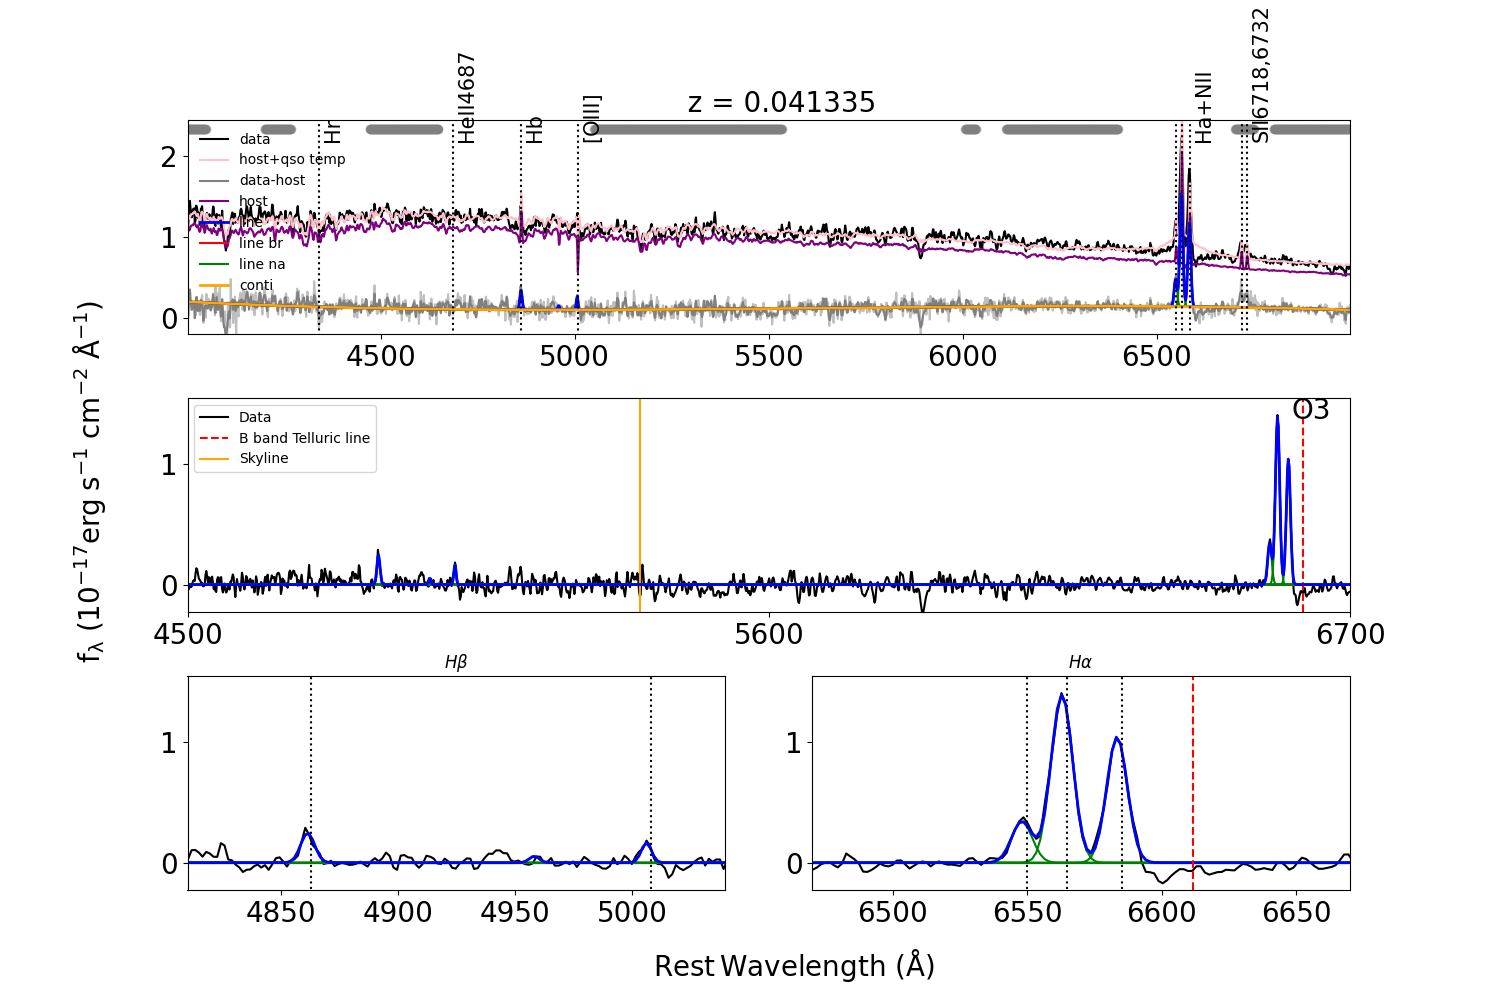 z = 0.041335
Hr
HeII4687
Hb
[OIII]
Ha+NII
SII6718,6732
data
host+qso temp
data-host
host
line
line br
line na
conti
2
1
0
4500
5000
5500
6000
6500
fλ (10⁻¹⁷erg s⁻¹ cm⁻² Å⁻¹)
Data
B band Telluric line
Skyline
O3
1
0
4500
5600
6700
Hβ
1
0
4850
4900
4950
5000
Hα
1
0
6500
6550
6600
6650
Rest Wavelength (Å)